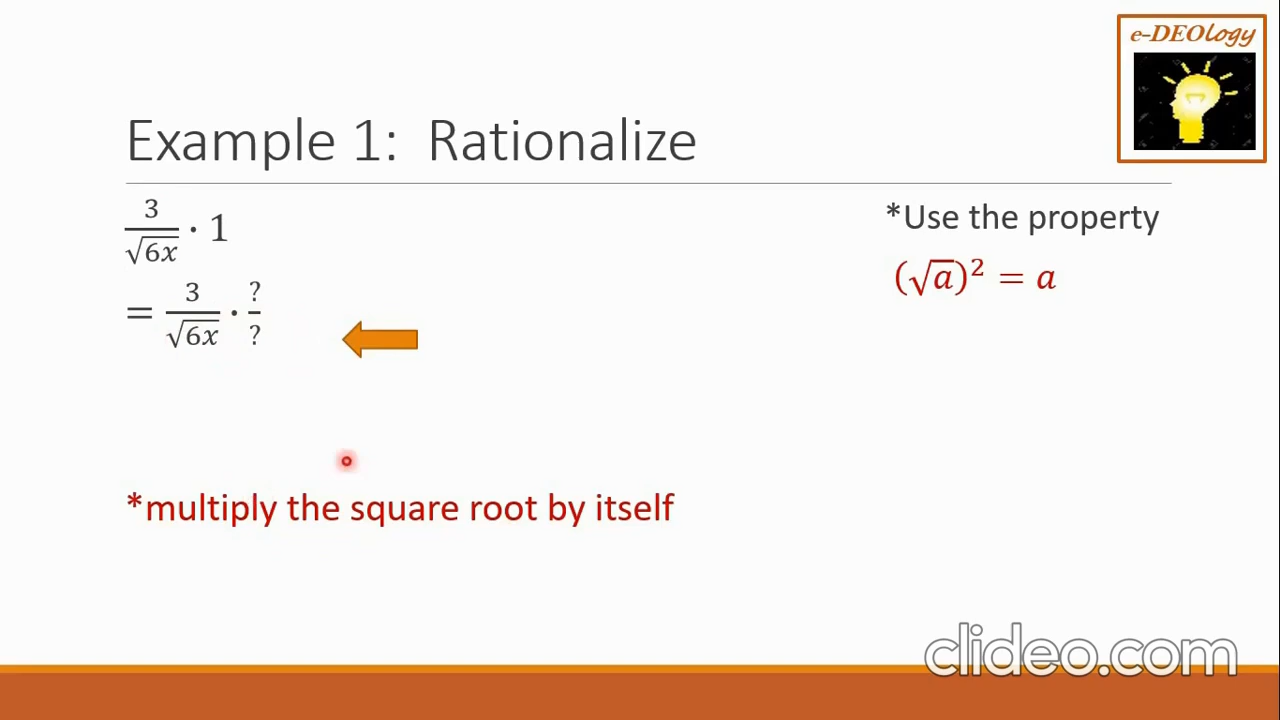 e-DEOlogy
Example 1: Rationalize
3/√6x · 1
= 3/√6x · ?/?
*Use the property
(√a)² = a
*multiply the square root by itself
clideo.com